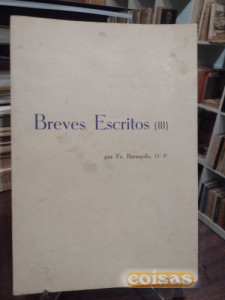 Breves Escritos (III)
por Fr. Bernardo, O. P.
coisas